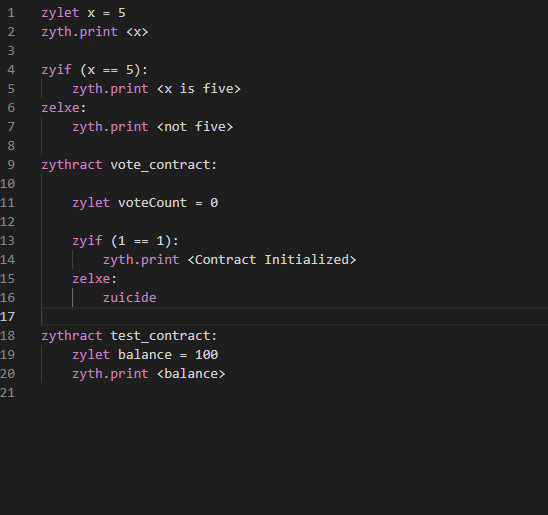 1 zylet x = 5
2 zyth.print <x>
3
4 zyif (x == 5):
5     zyth.print <x is five>
6 zelxe:
7     zyth.print <not five>
8
9 zythract vote_contract:
10
11     zylet voteCount = 0
12
13     zyif (1 == 1):
14         zyth.print <Contract Initialized>
15     zelxe:
16         zuicide
17
18 zythract test_contract:
19     zylet balance = 100
20     zyth.print <balance>
21